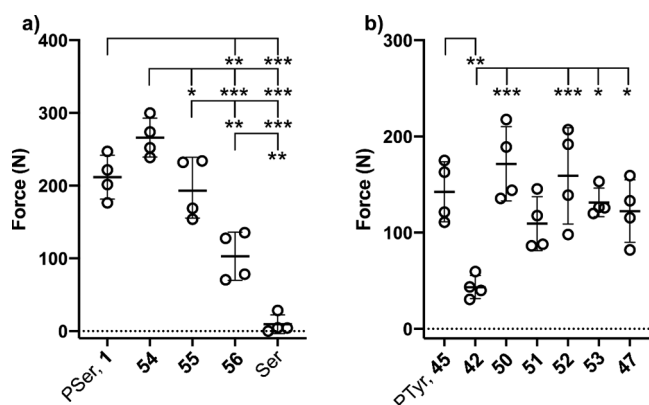 a)
400
300
200
100
0
Force (N)
** ***
* *** ***
** ***
**
PSer, 1
54
55
56
Ser
b)
300
200
100
0
Force (N)
**
*** *** * *
PTyr, 45
42
50
51
52
53
47